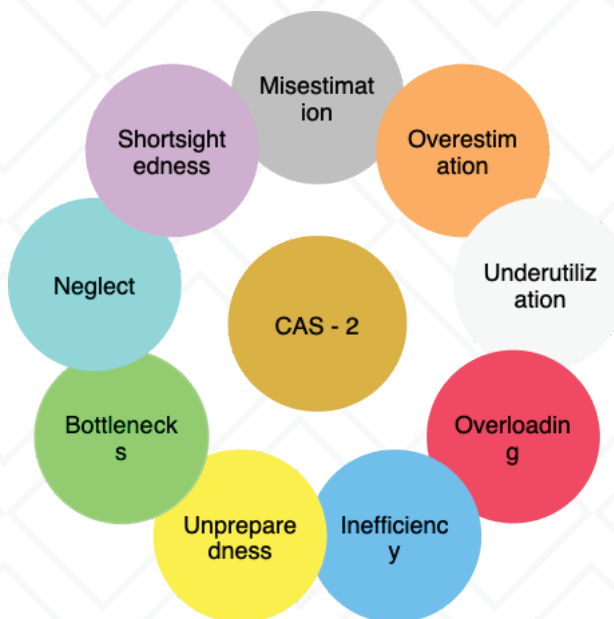 Misestimat
ion
Overestim
ation
Underutiliz
ation
Overloadin
g
Inefficienc
y
Unprepare
dness
Bottleneck
s
Neglect
Shortsight
edness
CAS - 2